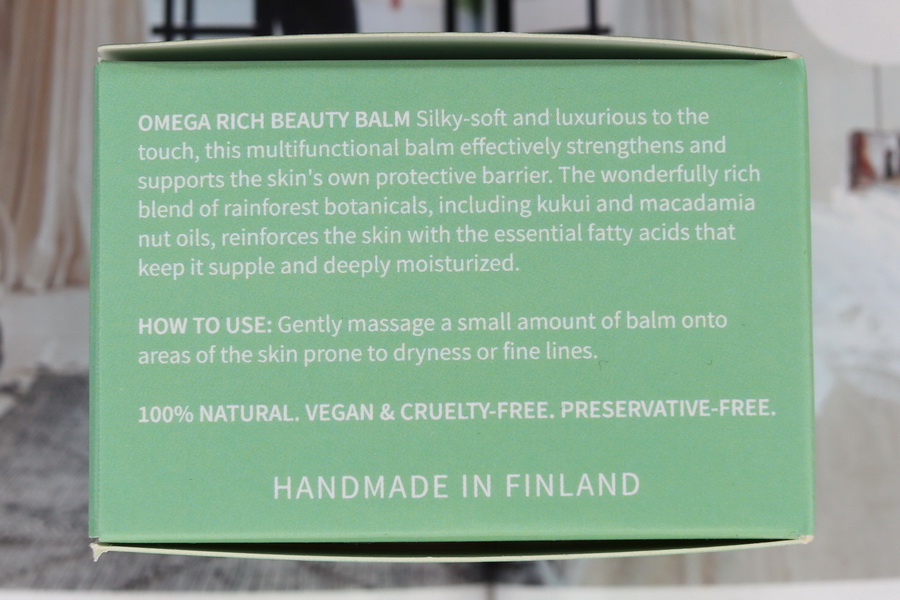 OMEGA RICH BEAUTY BALM Silky-soft and luxurious to the
touch, this multifunctional balm effectively strengthens and
supports the skin's own protective barrier. The wonderfully rich
blend of rainforest botanicals, including kukui and macadamia
nut oils, reinforces the skin with the essential fatty acids that
keep it supple and deeply moisturized.
HOW TO USE: Gently massage a small amount of balm onto
areas of the skin prone to dryness or fine lines.
100% NATURAL. VEGAN & CRUELTY-FREE. PRESERVATIVE-FREE.
HANDMADE IN FINLAND